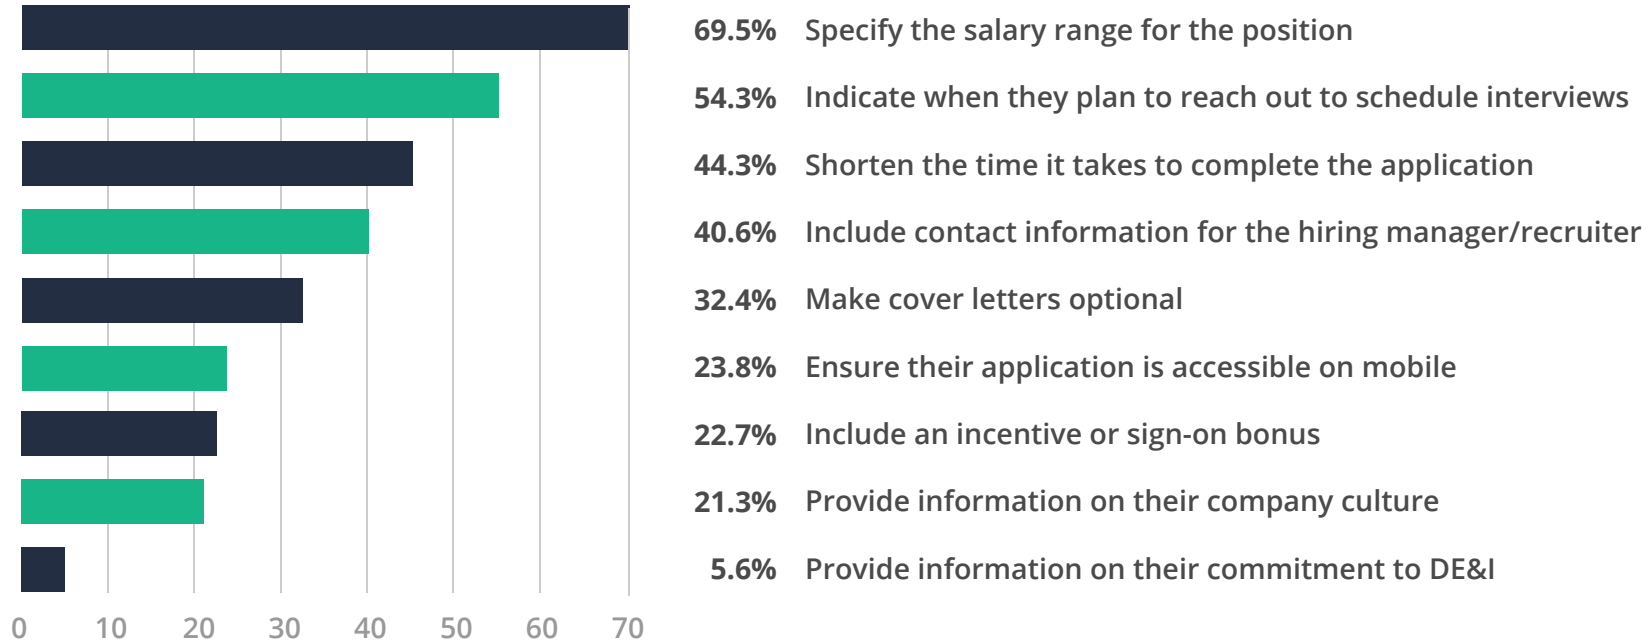 69.5% Specify the salary range for the position
54.3% Indicate when they plan to reach out to schedule interviews
44.3% Shorten the time it takes to complete the application
40.6% Include contact information for the hiring manager/recruiter
32.4% Make cover letters optional
23.8% Ensure their application is accessible on mobile
22.7% Include an incentive or sign-on bonus
21.3% Provide information on their company culture
5.6% Provide information on their commitment to DE&I
0 10 20 30 40 50 60 70